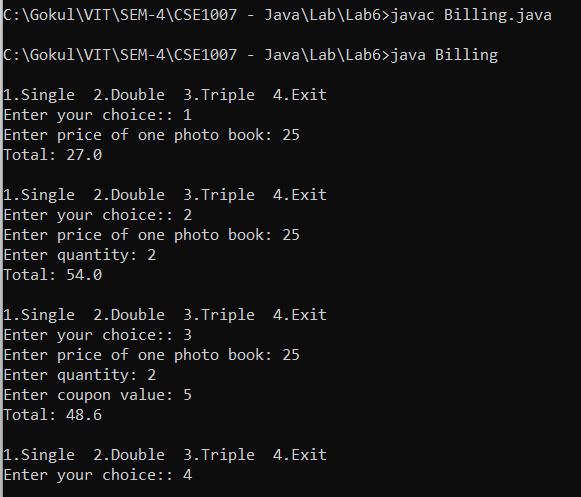 C:\Gokul\VIT\SEM-4\CSE1007 - Java\Lab\Lab6>javac Billing.java
C:\Gokul\VIT\SEM-4\CSE1007 - Java\Lab\Lab6>java Billing
1.Single  2.Double  3.Triple  4.Exit
Enter your choice:: 1
Enter price of one photo book: 25
Total: 27.0
1.Single  2.Double  3.Triple  4.Exit
Enter your choice:: 2
Enter price of one photo book: 25
Enter quantity: 2
Total: 54.0
1.Single  2.Double  3.Triple  4.Exit
Enter your choice:: 3
Enter price of one photo book: 25
Enter quantity: 2
Enter coupon value: 5
Total: 48.6
1.Single  2.Double  3.Triple  4.Exit
Enter your choice:: 4